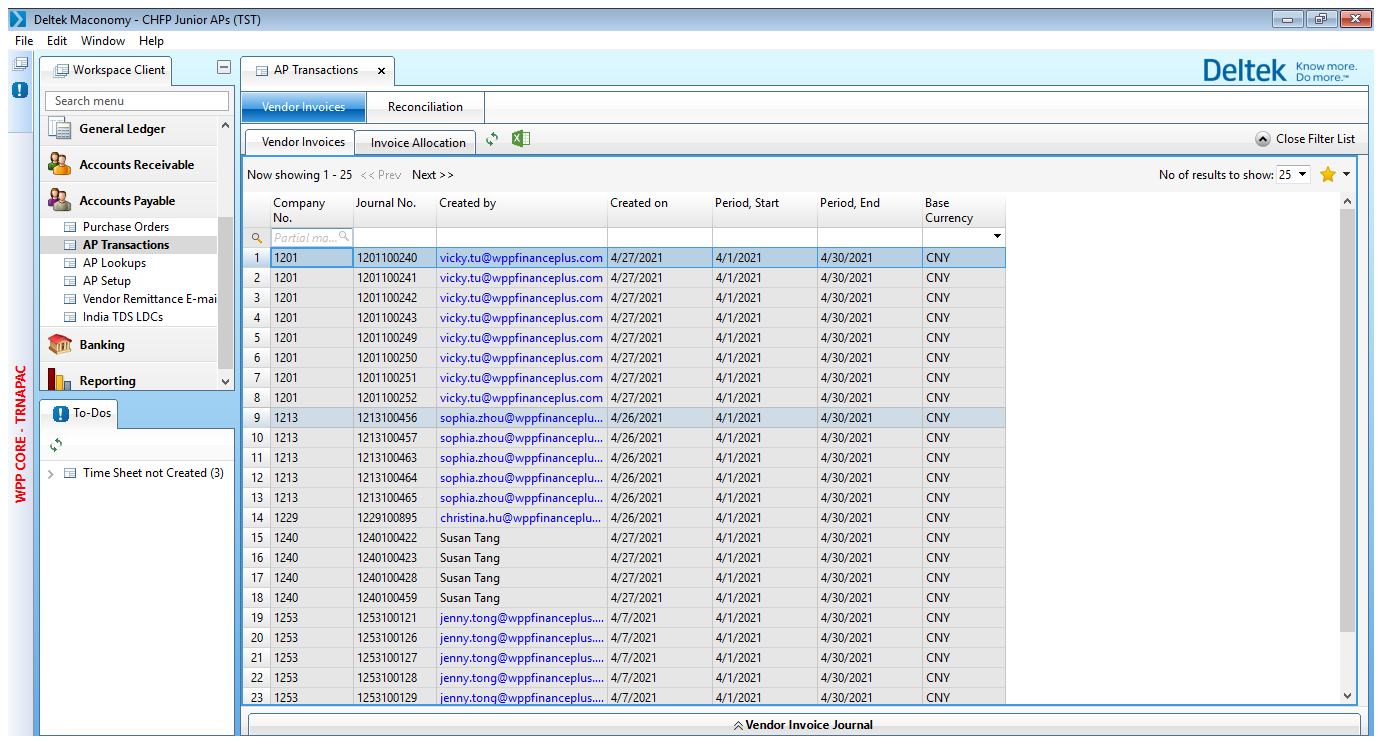 Deltek Maconomy - CHFP Junior APs (TST)
File Edit Window Help
Workspace Client
AP Transactions
Deltek Know more. Do more.™
Search menu
Vendor Invoices Reconciliation
General Ledger
Accounts Receivable
Accounts Payable
Purchase Orders
AP Transactions
AP Lookups
AP Setup
Vendor Remittance E-mai
India TDS LDCs
Banking
Reporting
WPP CORE - TRNAPAC
To-Dos
Time Sheet not Created (3)
Vendor Invoices Invoice Allocation Close Filter List
Now showing 1 - 25 << Prev Next >> No of results to show: 25
Company No. Journal No. Created by Created on Period, Start Period, End Base Currency
Partial ma...
1 1201 1201100240 vicky.tu@wppfinanceplus.com 4/27/2021 4/1/2021 4/30/2021 CNY
2 1201 1201100241 vicky.tu@wppfinanceplus.com 4/27/2021 4/1/2021 4/30/2021 CNY
3 1201 1201100242 vicky.tu@wppfinanceplus.com 4/27/2021 4/1/2021 4/30/2021 CNY
4 1201 1201100243 vicky.tu@wppfinanceplus.com 4/27/2021 4/1/2021 4/30/2021 CNY
5 1201 1201100249 vicky.tu@wppfinanceplus.com 4/27/2021 4/1/2021 4/30/2021 CNY
6 1201 1201100250 vicky.tu@wppfinanceplus.com 4/27/2021 4/1/2021 4/30/2021 CNY
7 1201 1201100251 vicky.tu@wppfinanceplus.com 4/27/2021 4/1/2021 4/30/2021 CNY
8 1201 1201100252 vicky.tu@wppfinanceplus.com 4/27/2021 4/1/2021 4/30/2021 CNY
9 1213 1213100456 sophia.zhou@wppfinanceplu... 4/26/2021 4/1/2021 4/30/2021 CNY
10 1213 1213100457 sophia.zhou@wppfinanceplu... 4/26/2021 4/1/2021 4/30/2021 CNY
11 1213 1213100463 sophia.zhou@wppfinanceplu... 4/26/2021 4/1/2021 4/30/2021 CNY
12 1213 1213100464 sophia.zhou@wppfinanceplu... 4/26/2021 4/1/2021 4/30/2021 CNY
13 1213 1213100465 sophia.zhou@wppfinanceplu... 4/26/2021 4/1/2021 4/30/2021 CNY
14 1229 1229100895 christina.hu@wppfinanceplu... 4/26/2021 4/1/2021 4/30/2021 CNY
15 1240 1240100422 Susan Tang 4/27/2021 4/1/2021 4/30/2021 CNY
16 1240 1240100423 Susan Tang 4/27/2021 4/1/2021 4/30/2021 CNY
17 1240 1240100428 Susan Tang 4/27/2021 4/1/2021 4/30/2021 CNY
18 1240 1240100459 Susan Tang 4/27/2021 4/1/2021 4/30/2021 CNY
19 1253 1253100121 jenny.tong@wppfinanceplus.... 4/7/2021 4/1/2021 4/30/2021 CNY
20 1253 1253100126 jenny.tong@wppfinanceplus.... 4/7/2021 4/1/2021 4/30/2021 CNY
21 1253 1253100127 jenny.tong@wppfinanceplus.... 4/7/2021 4/1/2021 4/30/2021 CNY
22 1253 1253100128 jenny.tong@wppfinanceplus.... 4/7/2021 4/1/2021 4/30/2021 CNY
23 1253 1253100129 jenny.tong@wppfinanceplus.... 4/7/2021 4/1/2021 4/30/2021 CNY
Vendor Invoice Journal